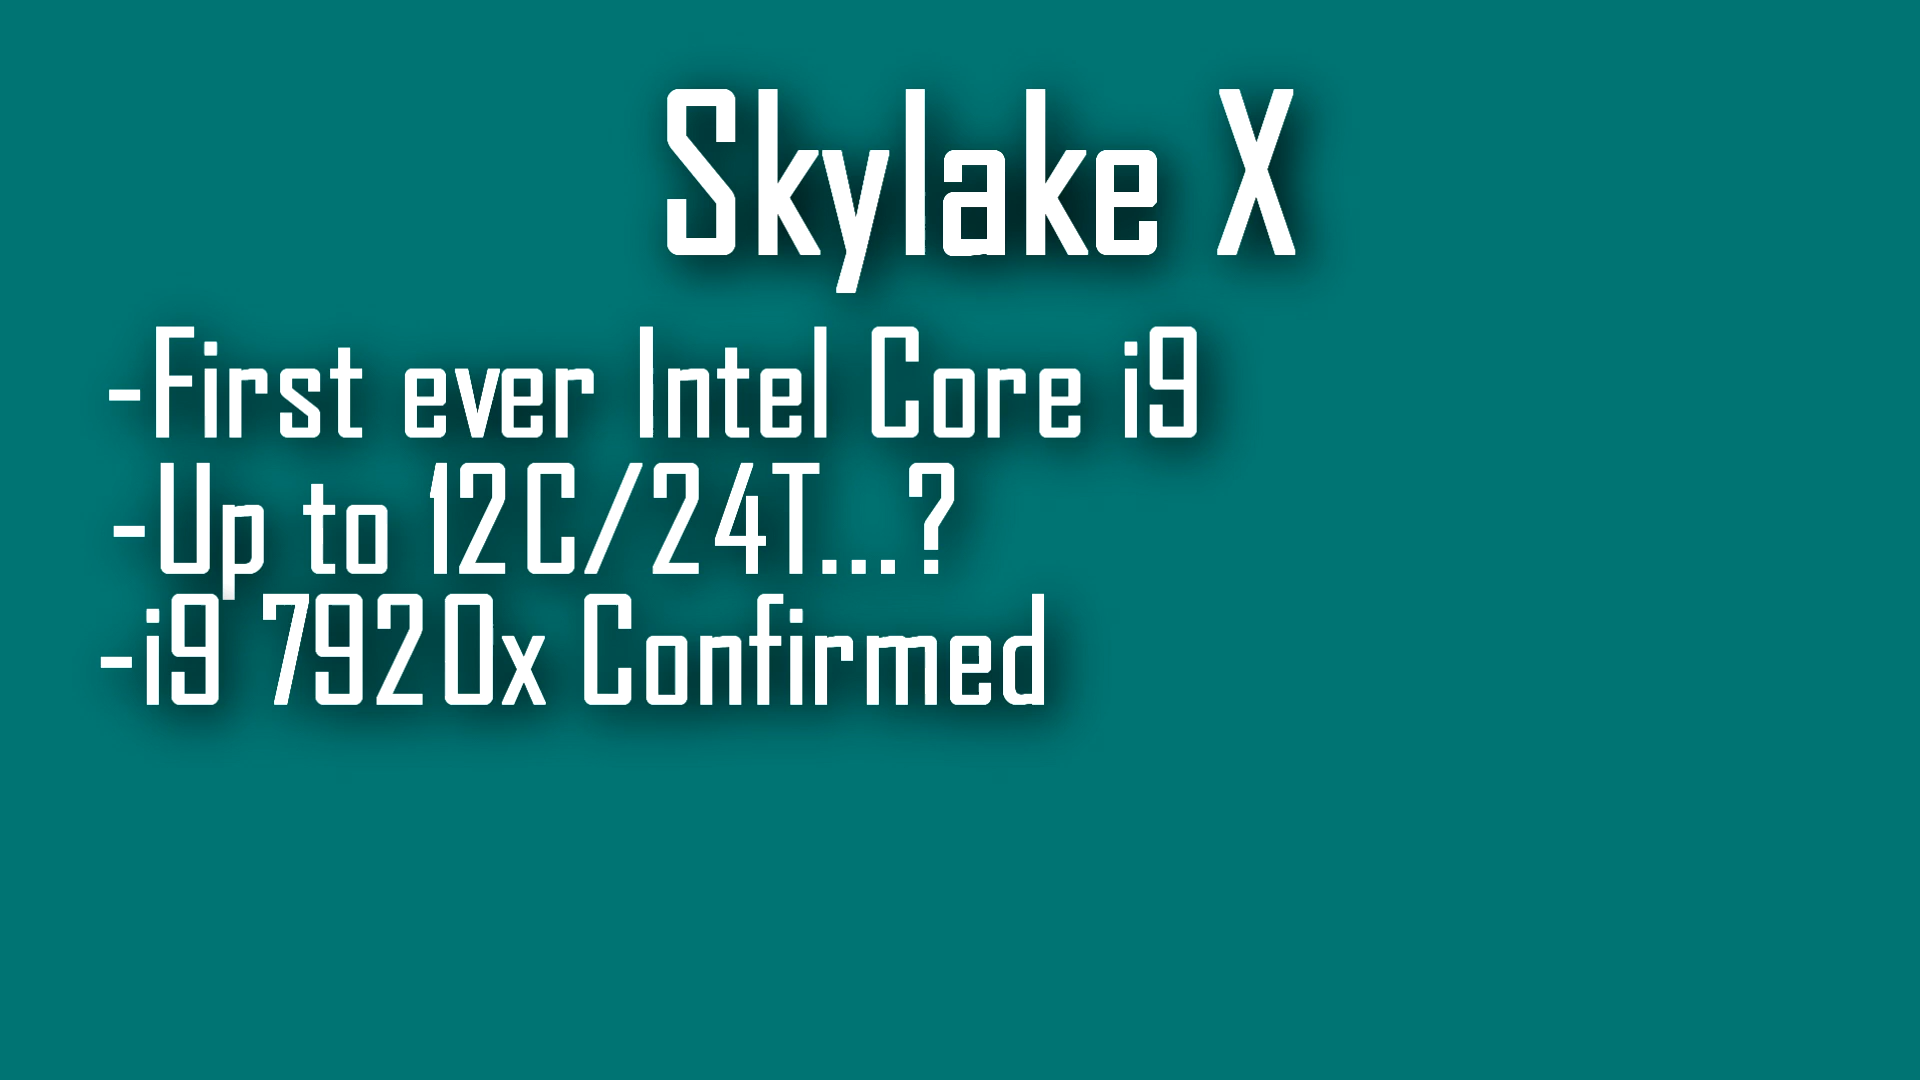 Skylake X
-First ever Intel Core i9
-Up to 12C/24T...?
-i9 7920x Confirmed